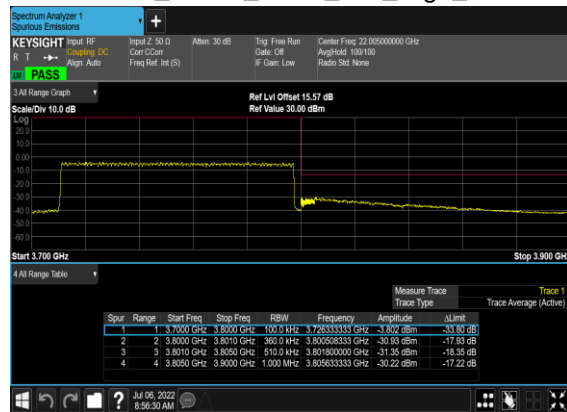 Spectrum Analyzer 1
Spurious Emissions
KEYSIGHT Input: RF Input Z: 50 Ω Atten: 30 dB Trig: Free Run Center Freq: 22.005000000 GHz
R T Coupling: DC Corr CCorr Gate: Off Avg|Hold: 100/100
Align: Auto Freq Ref: Int (S) IF Gain: Low Radio Std: None
LXI PASS
3 All Range Graph
Ref Lvl Offset 15.57 dB
Scale/Div 10.0 dB Ref Value 30.00 dBm
Log
20.0
10.0
0.00
-10.0
-20.0
-30.0
-40.0
-50.0
-60.0
Start 3.700 GHz Stop 3.900 GH
4 All Range Table
Measure Trace Trace 1
Trace Type Trace Average (Active)
Spur Range Start Freq Stop Freq RBW Frequency Amplitude ΔLimit
1 1 3.7000 GHz 3.8000 GHz 100.0 kHz 3.726333333 GHz -3.802 dBm -33.80 dB
2 2 3.8000 GHz 3.8010 GHz 360.0 kHz 3.800508333 GHz -30.93 dBm -17.93 dB
3 3 3.8010 GHz 3.8050 GHz 510.0 kHz 3.801800000 GHz -31.35 dBm -18.35 dB
4 4 3.8050 GHz 3.9000 GHz 1.000 MHz 3.805633333 GHz -30.22 dBm -17.22 dB
Jul 06, 2022
8:56:30 AM